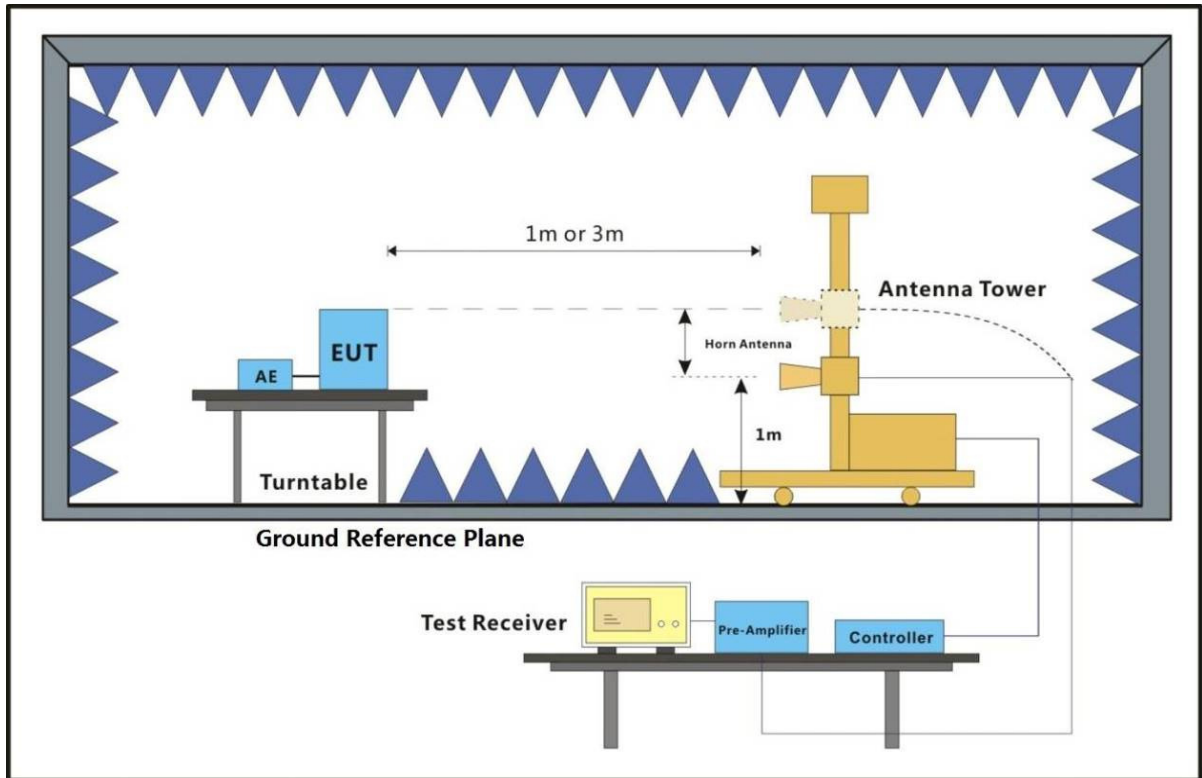 1m or 3m
Antenna Tower
Horn Antenna
EUT
AE
1m
Turntable
Ground Reference Plane
Test Receiver
Pre-Amplifier
Controller